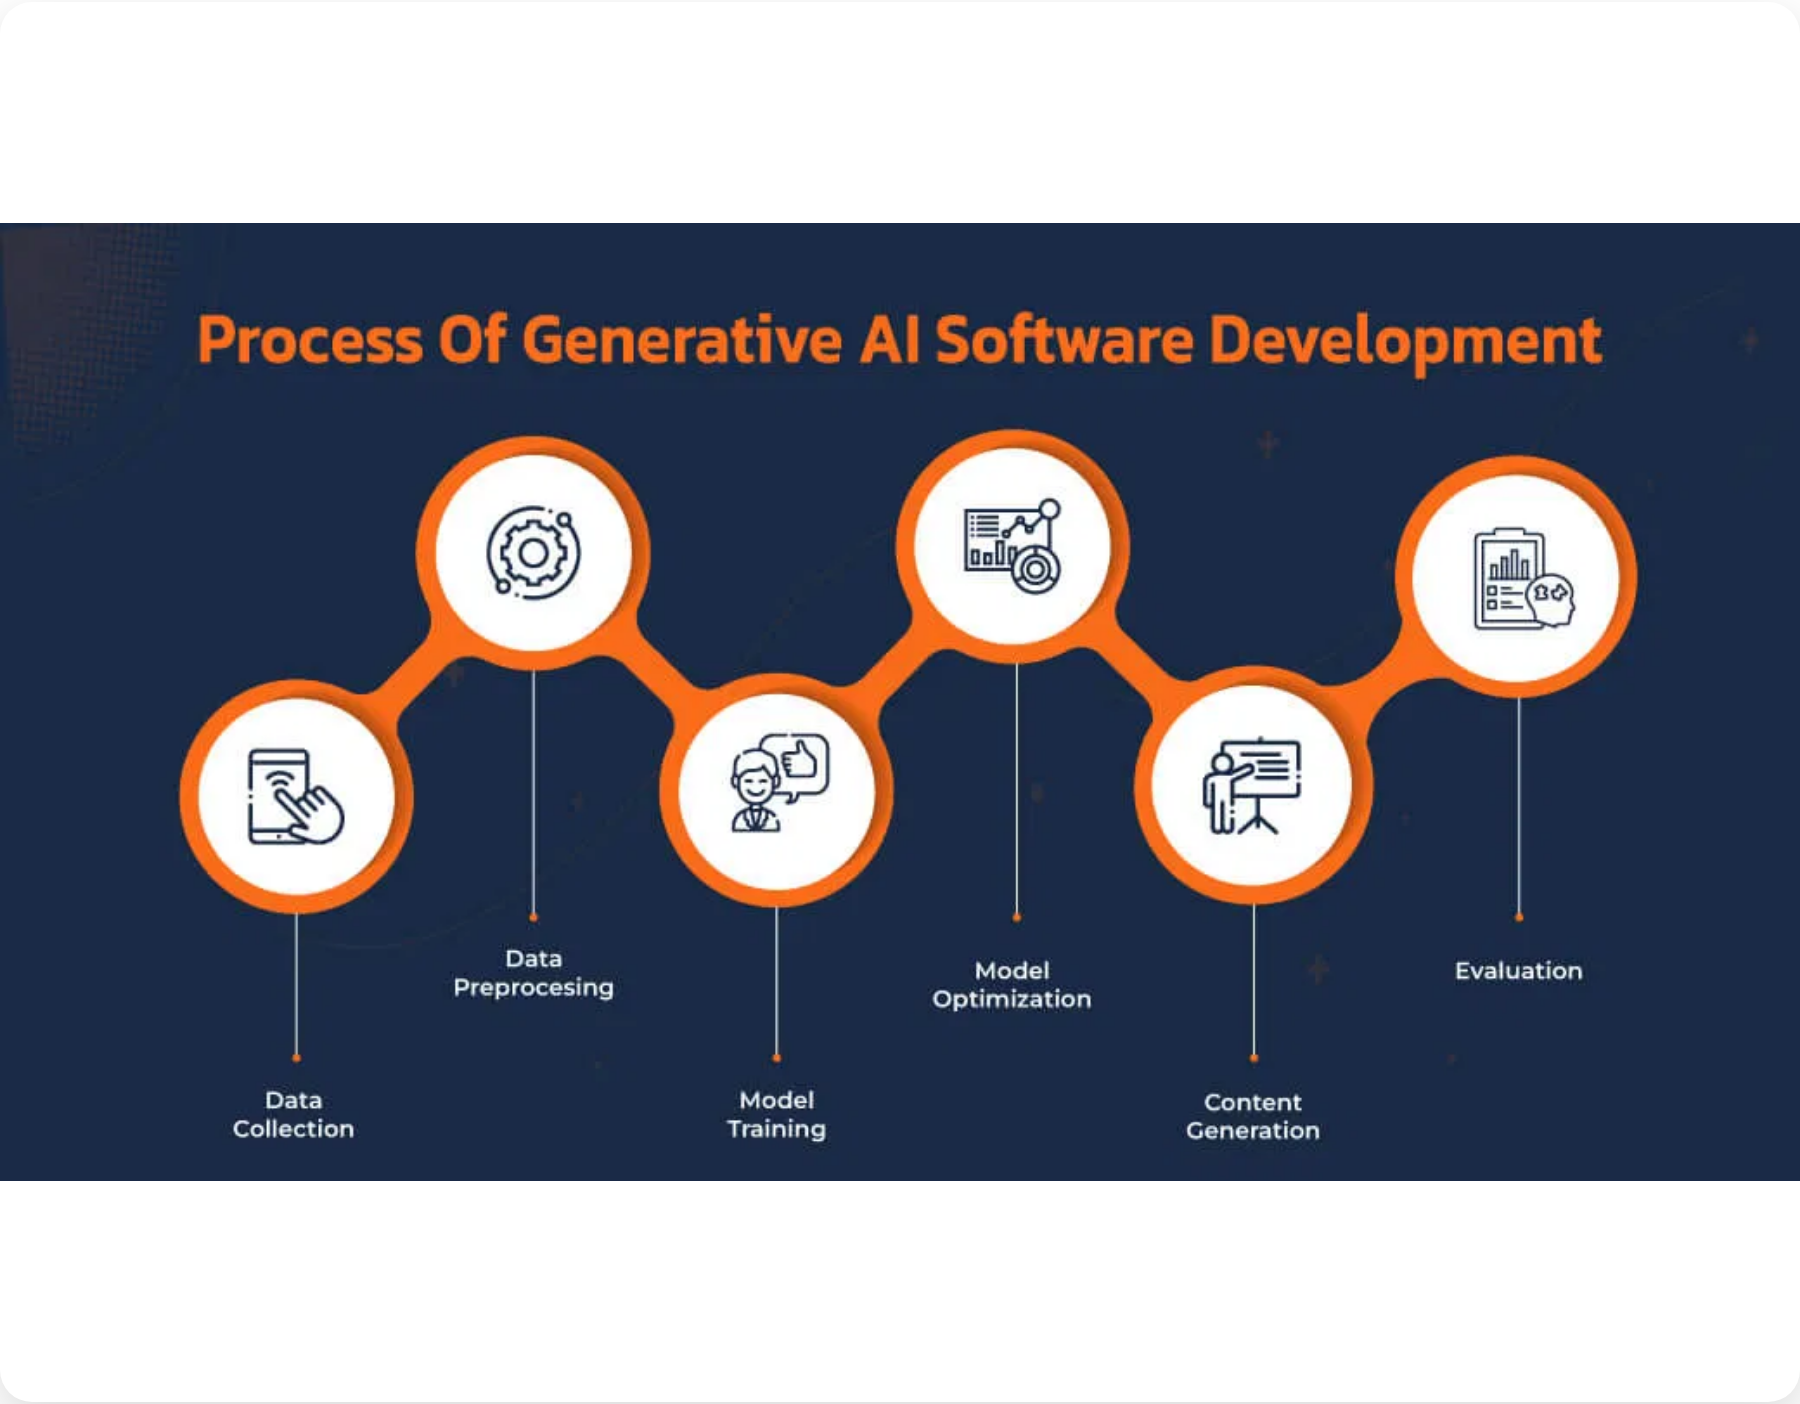 Process Of Generative AI Software Development
Data
Collection
Data
Preprocesing
Model
Training
Model
Optimization
Content
Generation
Evaluation